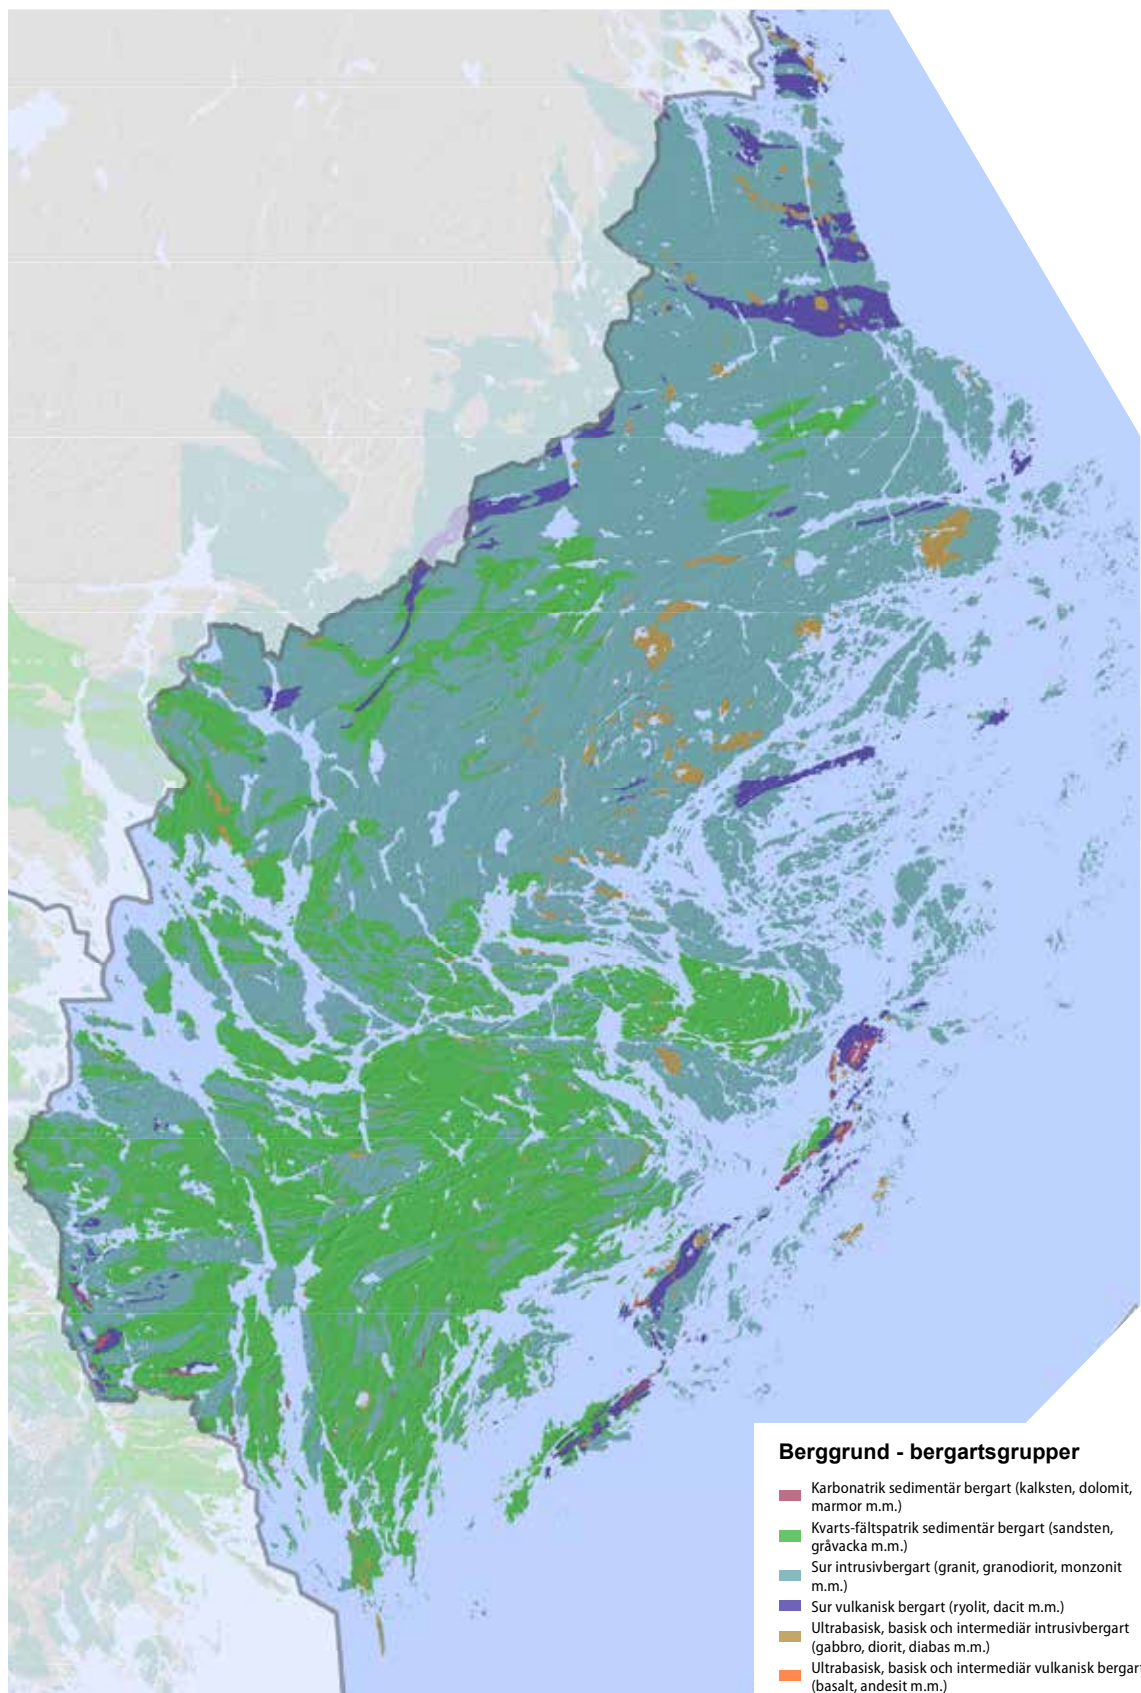 Berggrund - bergartsgrupper
Karbonatrik sedimentär bergart (kalksten, dolomit,
marmor m.m.)
Kvarts-fältspatrik sedimentär bergart (sandsten,
gråvacka m.m.)
Sur intrusivbergart (granit, granodiorit, monzonit
m.m.)
Sur vulkanisk bergart (ryolit, dacit m.m.)
Ultrabasisk, basisk och intermediär intrusivbergart
(gabbro, diorit, diabas m.m.)
Ultrabasisk, basisk och intermediär vulkanisk bergart
(basalt, andesit m.m.)